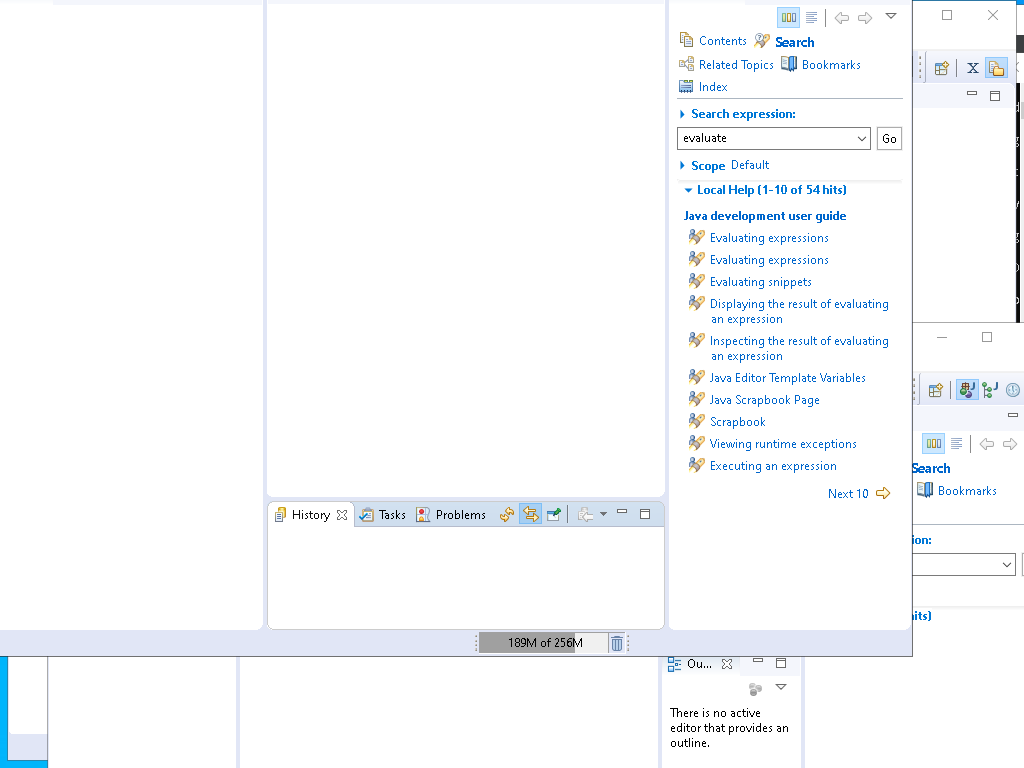 Contents
Search
Related Topics
Bookmarks
Index
Search expression:
evaluate
Go
Scope Default
Local Help (1-10 of 54 hits)
Java development user guide
Evaluating expressions
Evaluating expressions
Evaluating snippets
Displaying the result of evaluating
an expression
Inspecting the result of evaluating
an expression
Java Editor Template Variables
Java Scrapbook Page
Scrapbook
Viewing runtime exceptions
Executing an expression
Next 10
History
Tasks
Problems
189M of 256M
X
Search
Bookmarks
ion:
hits)
Ou...
There is no active
editor that provides an
outline.